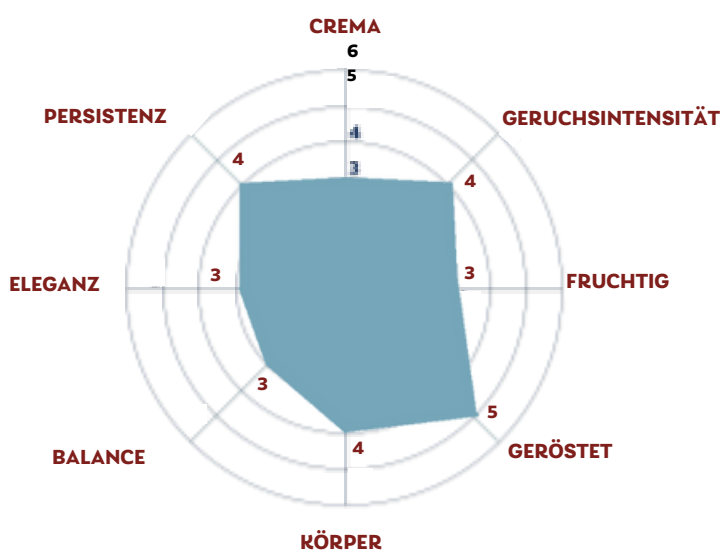 CREMA
6
5
PERSISTENZ
GERUCHSINTENSITÄT
4
4
3
4
ELEGANZ
3
3
FRUCHTIG
3
5
BALANCE
4
GERÖSTET
KÖRPER